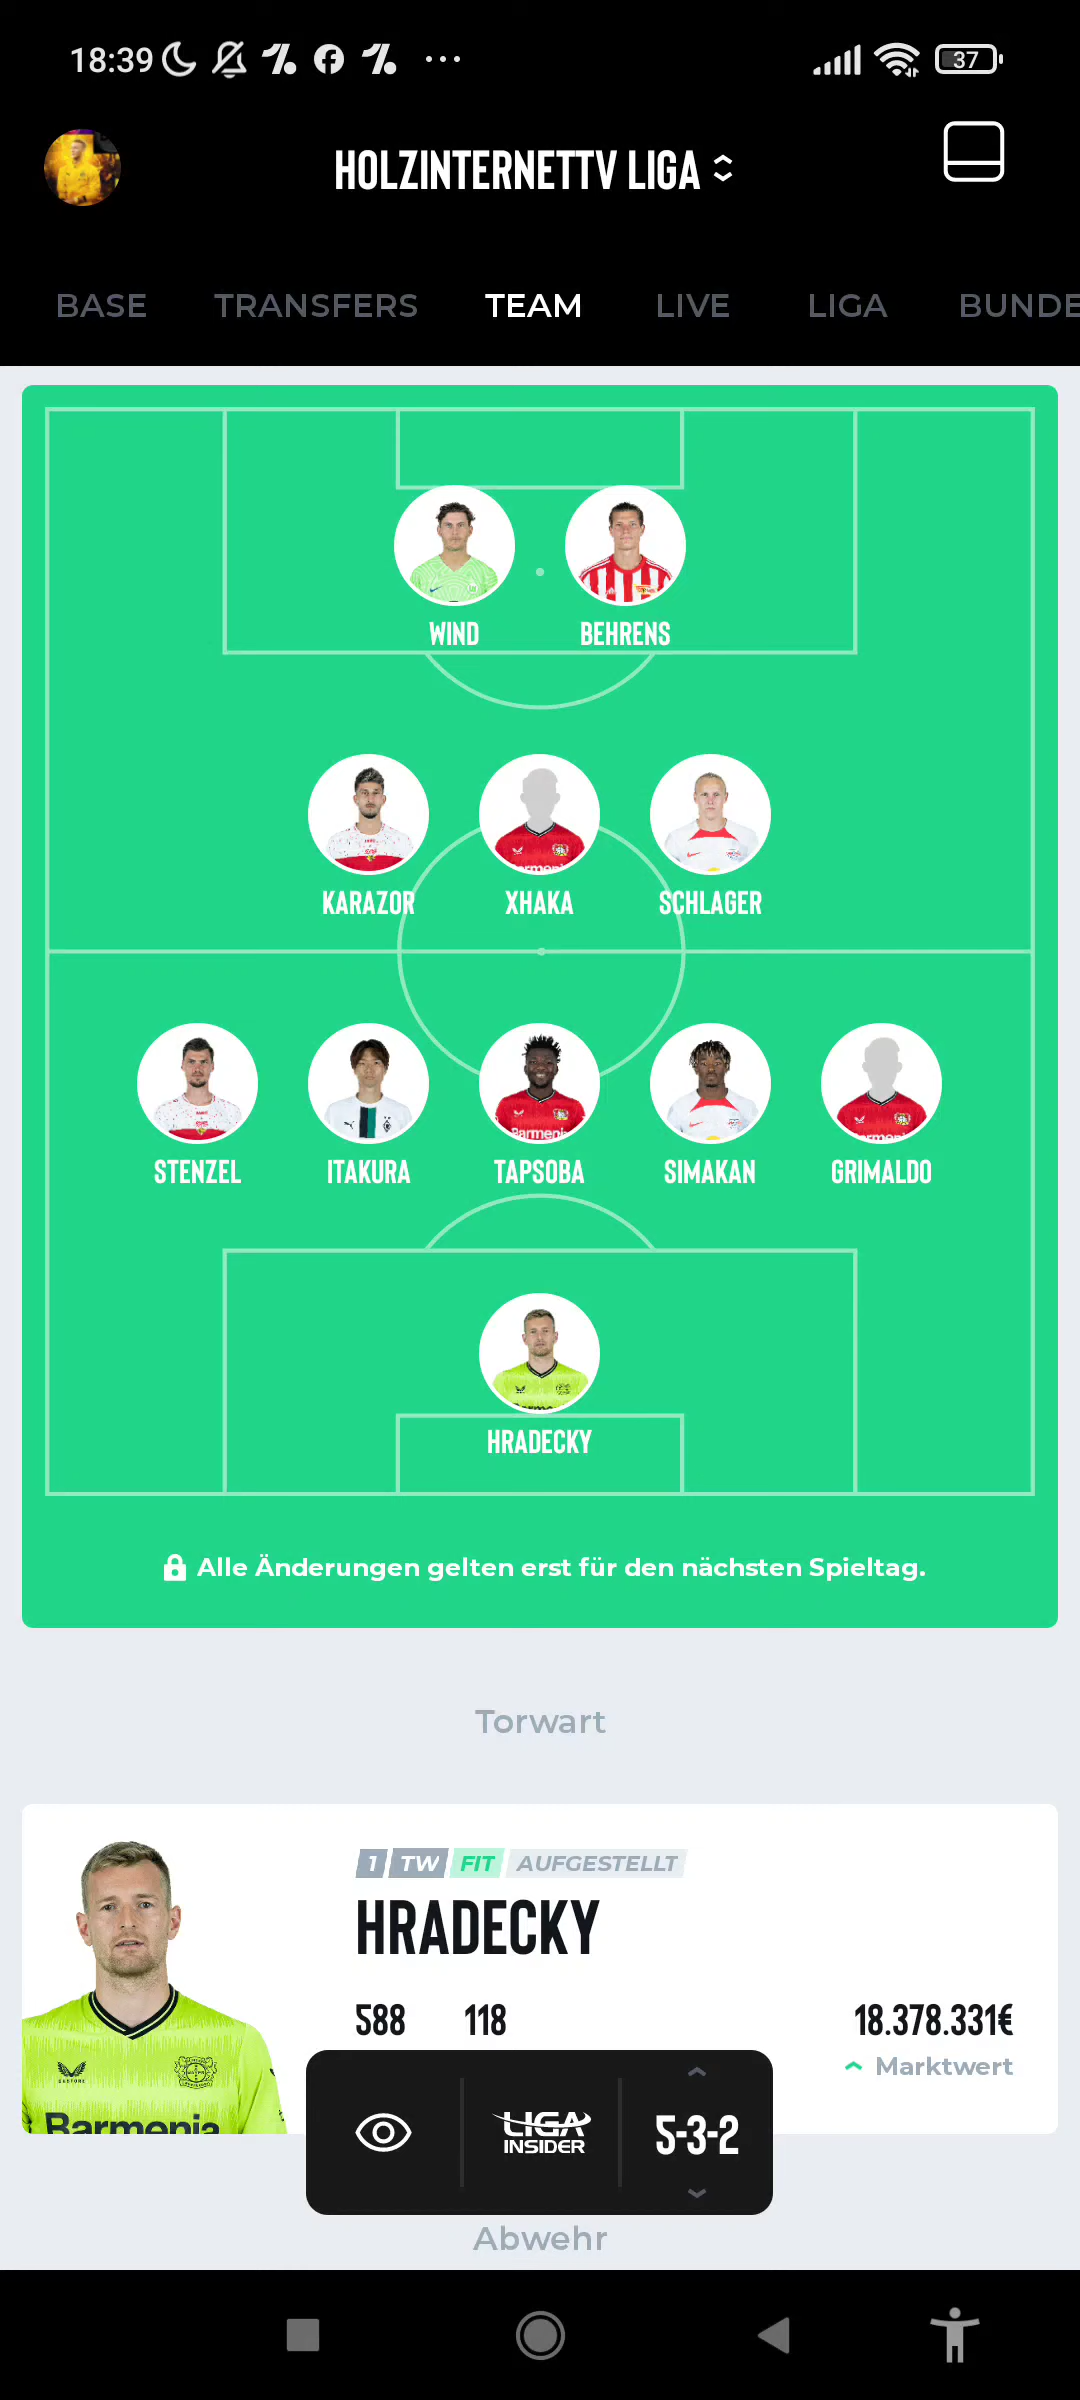 18:39
37
HOLZINTERNETTV LIGA
BASE TRANSFERS TEAM LIVE LIGA BUNDE
WIND BEHRENS
KARAZOR XHAKA SCHLAGER
Barmeni
STENZEL ITAKURA TAPSOBA SIMAKAN GRIMALDO
HRADECKY
Alle Änderungen gelten erst für den nächsten Spieltag.
Torwart
1 TW FIT AUFGESTELLT
HRADECKY
588 118 18.378.331€
Marktwert
Barmenia
LIGA INSIDER
5-3-2
Abwehr